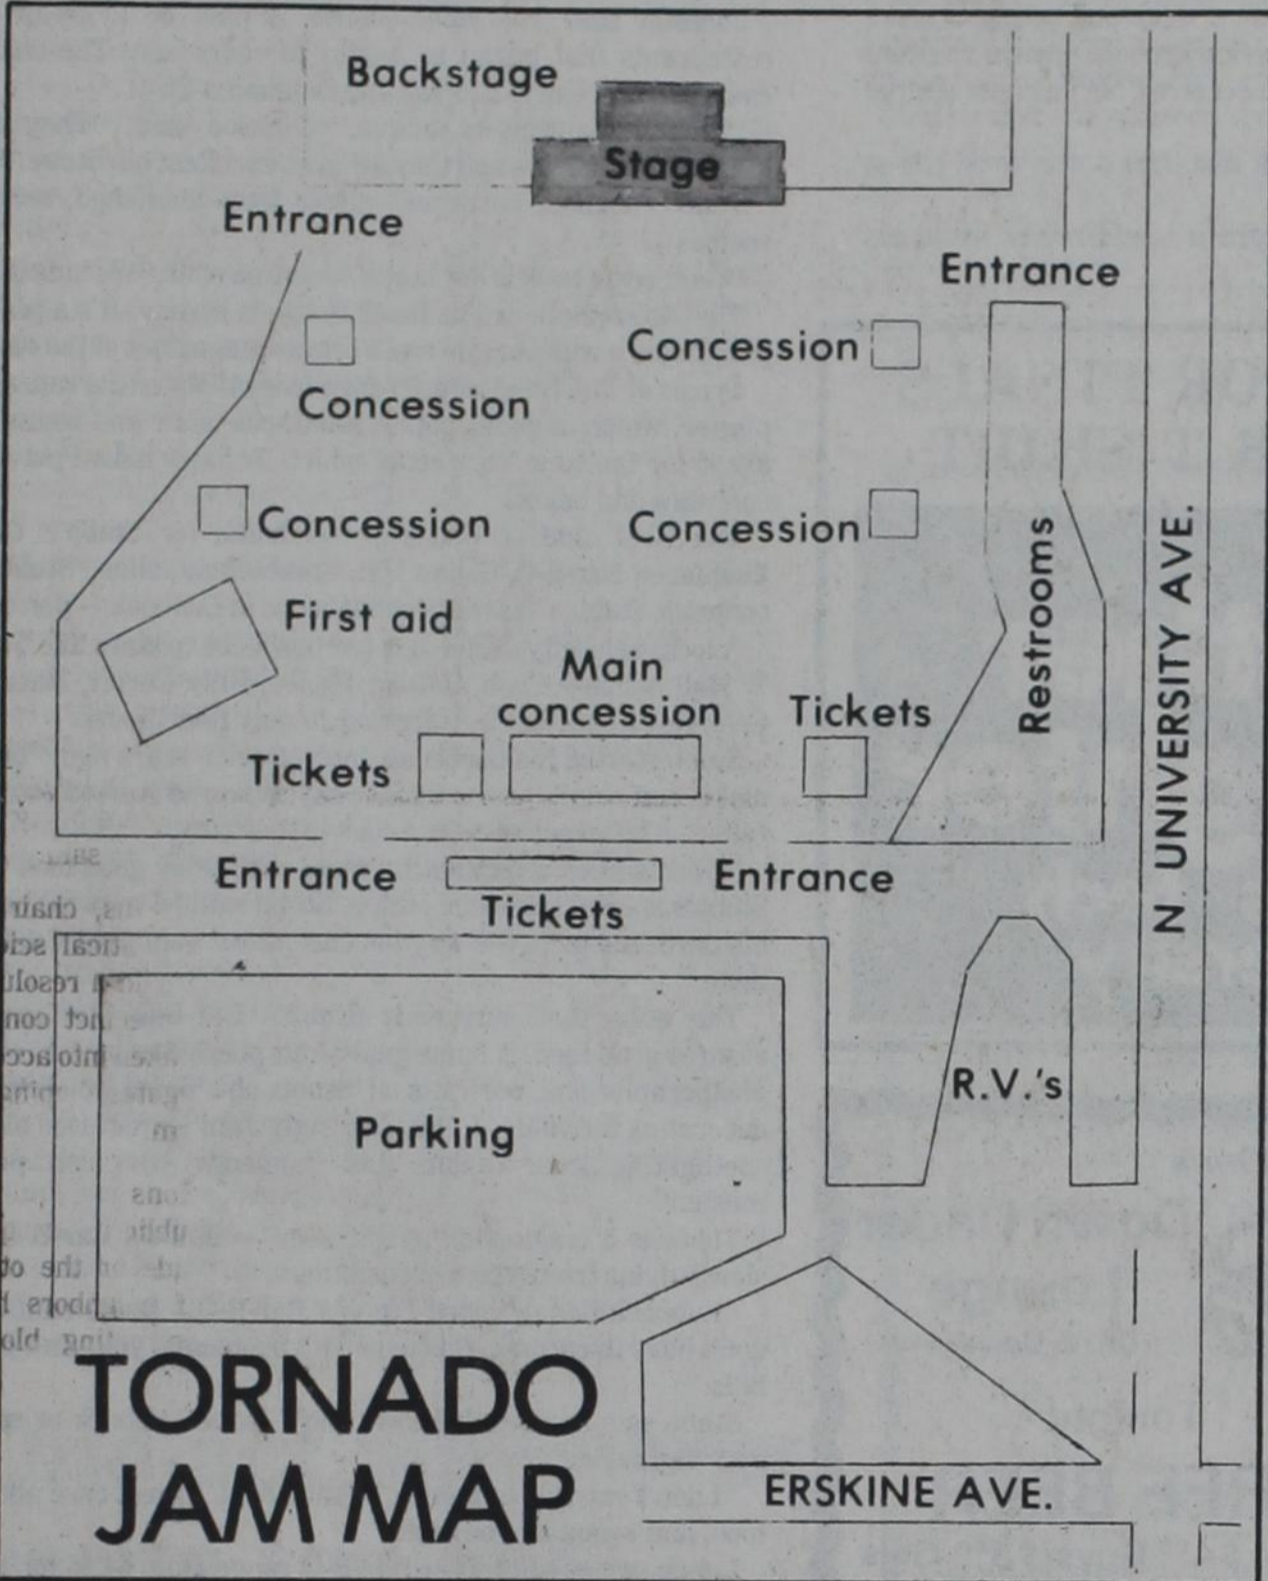 Backstage
Stage
Entrance
Entrance
Concession
Concession
Concession
Concession
First aid
Restrooms
N UNIVERSITY AVE.
Main
concession
Tickets
Tickets
Entrance
Entrance
Tickets
R.V.'s
Parking
TORNADO
JAM MAP
ERSKINE AVE.